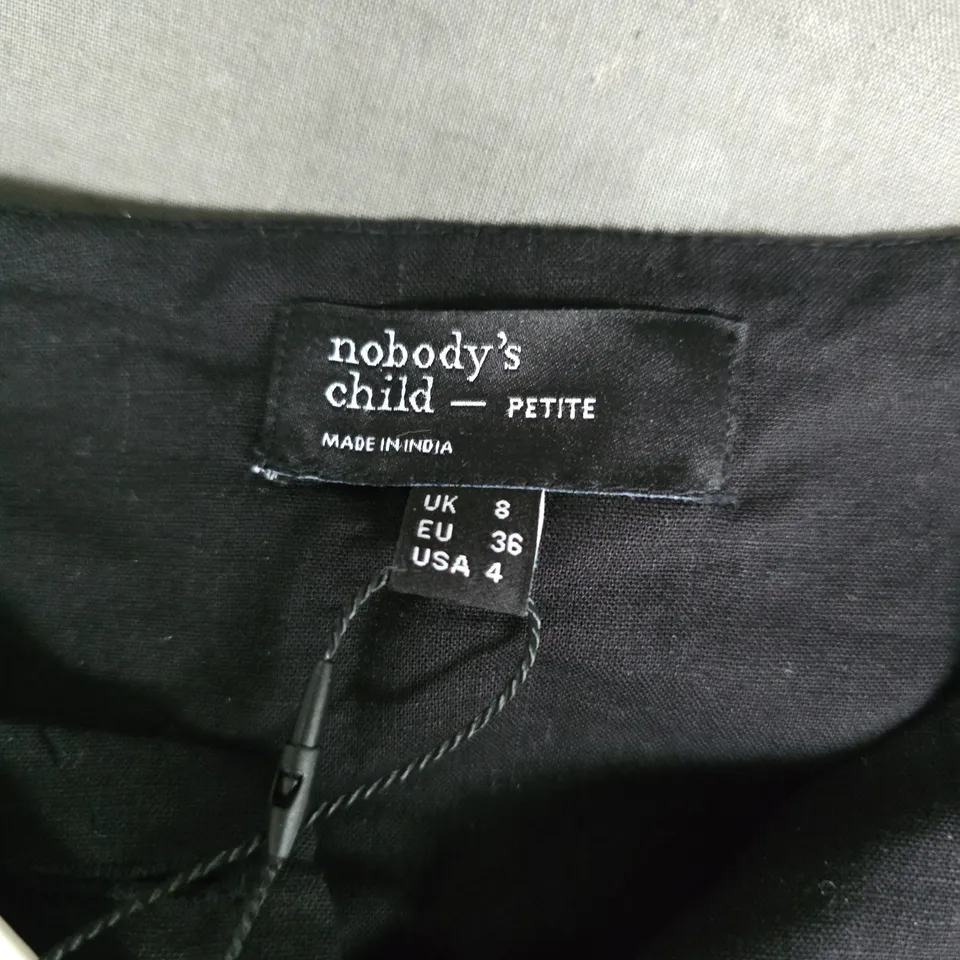 nobody's
child — PETITE
MADE IN INDIA
UK 8
EU 36
USA 4